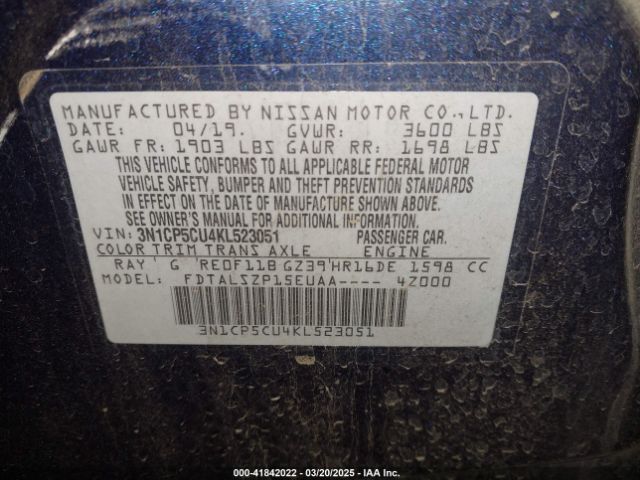 MANUFACTURED BY NISSAN MOTOR CO., LTD.
DATE: 04/19. GVWR: 3600 LBS
GAWR FR: 1903 LBS GAWR RR: 1698 LBS
THIS VEHICLE CONFORMS TO ALL APPLICABLE FEDERAL MOTOR
VEHICLE SAFETY, BUMPER AND THEFT PREVENTION STANDARDS
IN EFFECT ON THE DATE OF MANUFACTURE SHOWN ABOVE.
SEE OWNER'S MANUAL FOR ADDITIONAL INFORMATION.
VIN: 3N1CP5CU4KL523051 PASSENGER CAR.
COLOR TRIM TRANS AXLE ENGINE
RAY G RE0F11B GZ39 HR16DE 1598 CC
MODEL: FDTALSZP15EUAA---- 4Z000
3N1CP5CU4KL523051
000-41842022 — 03/20/2025 — IAA Inc.